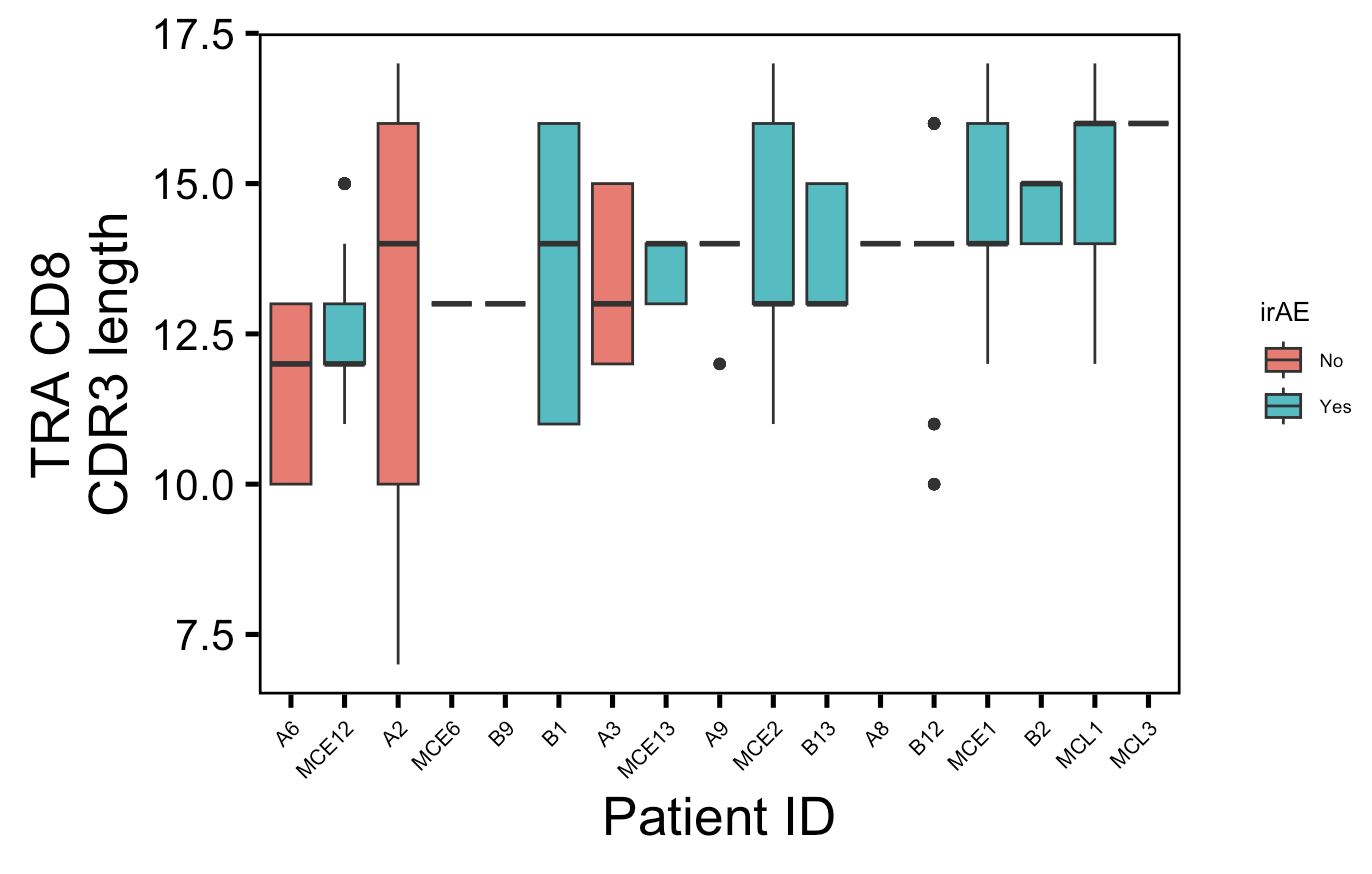 TRA CD8
CDR3 length
17.5
15.0
12.5
10.0
7.5
A6
MCE12
A2
MCE6
B9
B1
A3
MCE13
A9
MCE2
B13
A8
B12
MCE1
B2
MCL1
MCL3
Patient ID
irAE
No
Yes